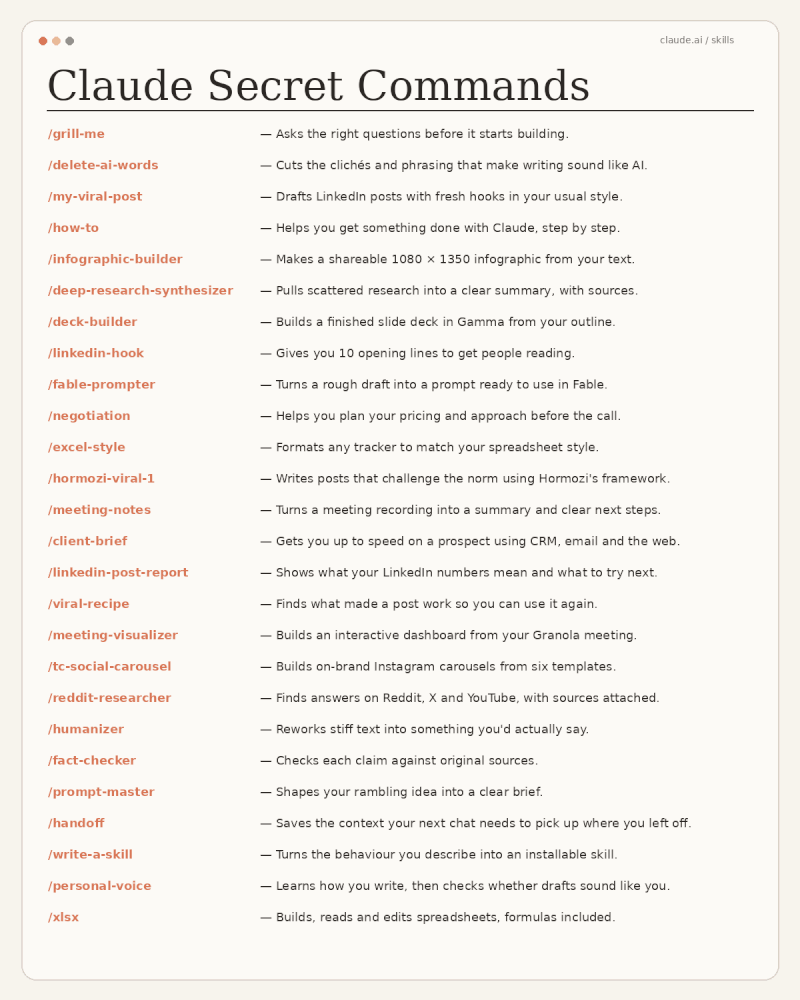 claude.ai / skills
Claude Secret Commands
/grill-me — Asks the right questions before it starts building.
/delete-ai-words — Cuts the clichés and phrasing that make writing sound like AI.
/my-viral-post — Drafts LinkedIn posts with fresh hooks in your usual style.
/how-to — Helps you get something done with Claude, step by step.
/infographic-builder — Makes a shareable 1080 × 1350 infographic from your text.
/deep-research-synthesizer — Pulls scattered research into a clear summary, with sources.
/deck-builder — Builds a finished slide deck in Gamma from your outline.
/linkedin-hook — Gives you 10 opening lines to get people reading.
/fable-prompter — Turns a rough draft into a prompt ready to use in Fable.
/negotiation — Helps you plan your pricing and approach before the call.
/excel-style — Formats any tracker to match your spreadsheet style.
/hormozi-viral-1 — Writes posts that challenge the norm using Hormozi's framework.
/meeting-notes — Turns a meeting recording into a summary and clear next steps.
/client-brief — Gets you up to speed on a prospect using CRM, email and the web.
/linkedin-post-report — Shows what your LinkedIn numbers mean and what to try next.
/viral-recipe — Finds what made a post work so you can use it again.
/meeting-visualizer — Builds an interactive dashboard from your Granola meeting.
/tc-social-carousel — Builds on-brand Instagram carousels from six templates.
/reddit-researcher — Finds answers on Reddit, X and YouTube, with sources attached.
/humanizer — Reworks stiff text into something you'd actually say.
/fact-checker — Checks each claim against original sources.
/prompt-master — Shapes your rambling idea into a clear brief.
/handoff — Saves the context your next chat needs to pick up where you left off.
/write-a-skill — Turns the behaviour you describe into an installable skill.
/personal-voice — Learns how you write, then checks whether drafts sound like you.
/xlsx — Builds, reads and edits spreadsheets, formulas included.